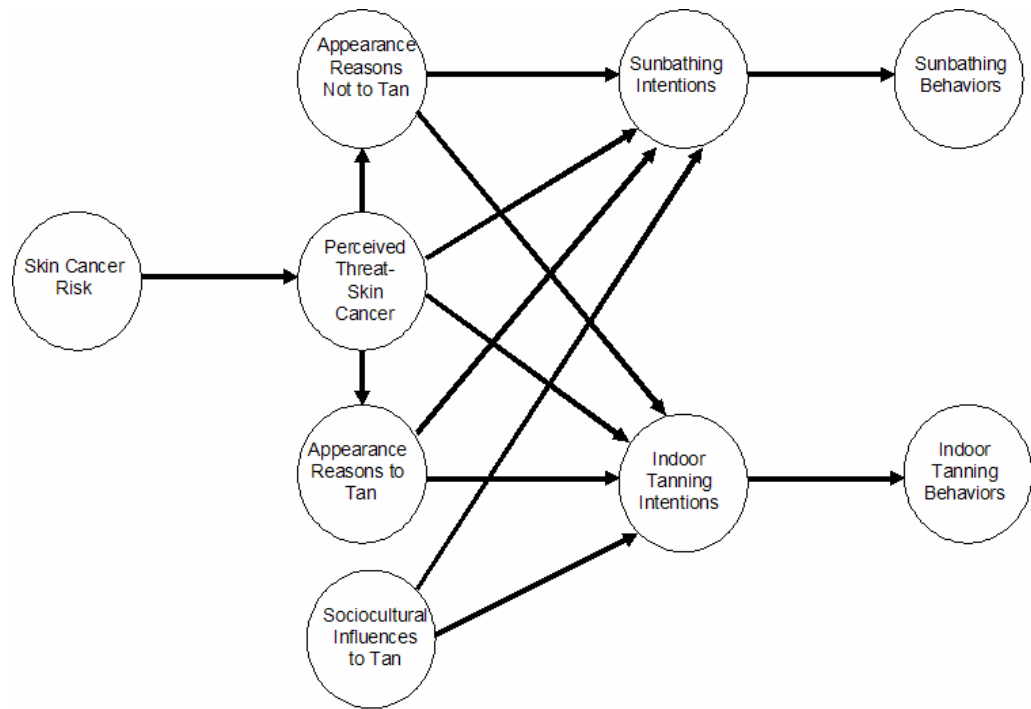 Appearance
Reasons
Not to Tan
Sunbathing
Intentions
Sunbathing
Behaviors
Skin Cancer
Risk
Perceived
Threat-
Skin
Cancer
Appearance
Reasons to
Tan
Indoor
Tanning
Intentions
Indoor
Tanning
Behaviors
Sociocultural
Influences
to Tan